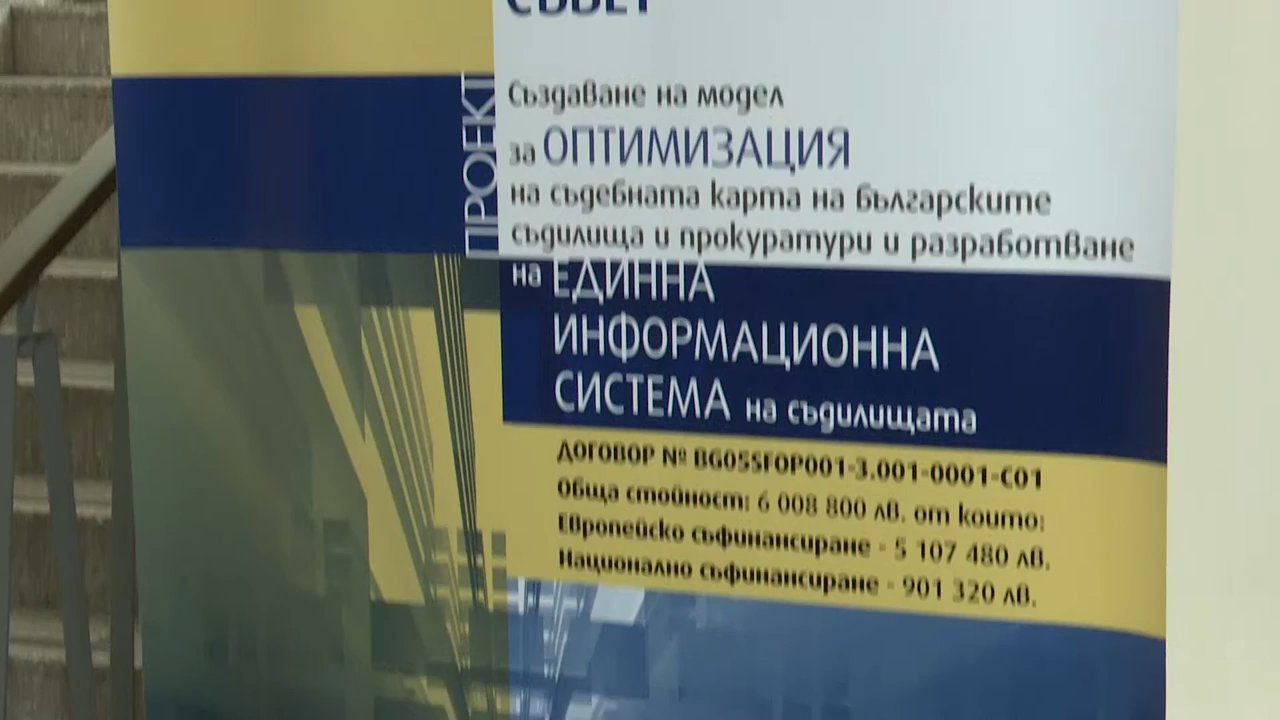 СЪВЕТ
ПРОЕКТ
Създаване на модел
за ОПТИМИЗАЦИЯ
на съдебната карта на българските
съдилища и прокуратури и разработване
на ЕДИННА
ИНФОРМАЦИОННА
СИСТЕМА на съдилищата
ДОГОВОР № BG05SFOP001-3.001-0001-C01
Обща стойност: 6 008 800 лв. от които:
Европейско съфинансиране - 5 107 480 лв.
Национално съфинансиране - 901 320 лв.